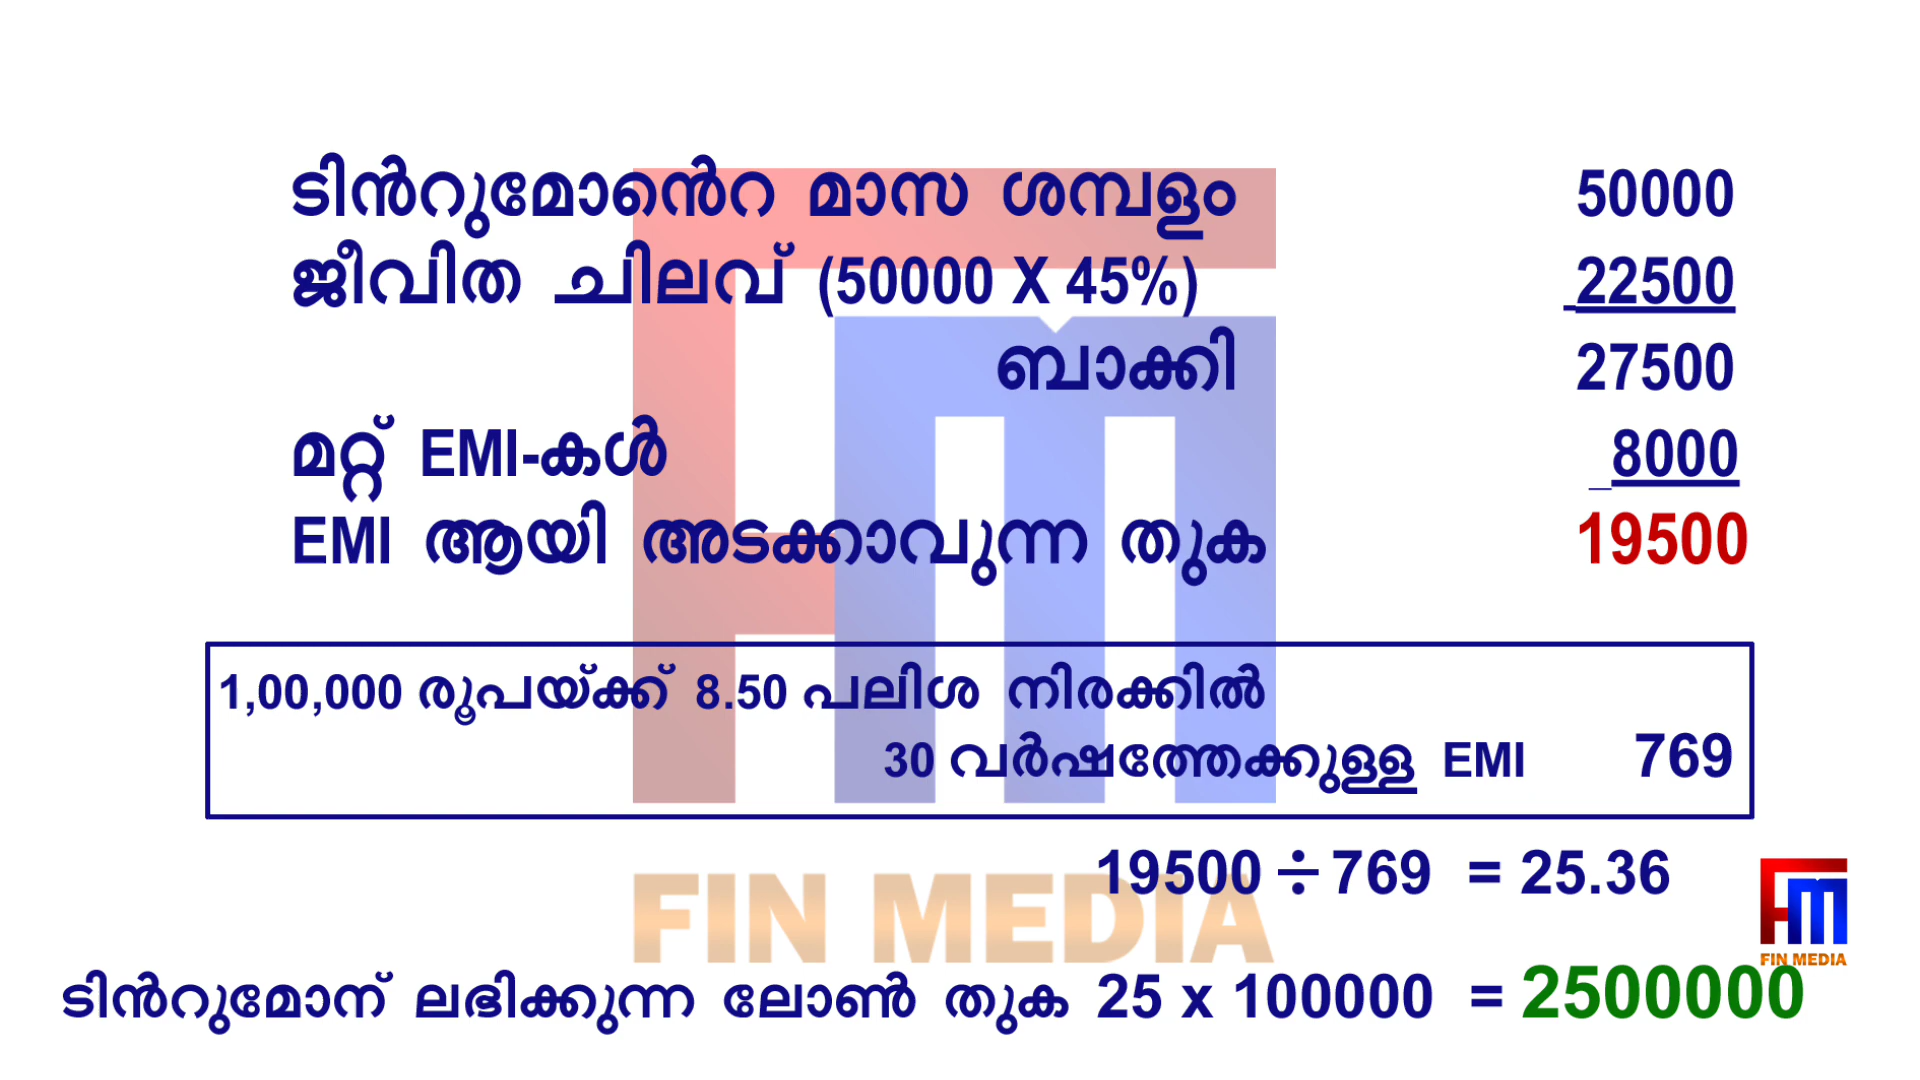 ടിൻറുമോൻെറ മാസ ശമ്പളം 50000
ജീവിത ചിലവ് (50000 X 45%) 22500
ബാക്കി 27500
മറ്റ് EMI-കൾ 8000
EMI ആയി അടക്കാവുന്ന തുക 19500
1,00,000 രൂപയ്ക്ക് 8.50 പലിശ നിരക്കിൽ
30 വർഷത്തേക്കുള്ള EMI 769
19500 ÷ 769 = 25.36
FIN MEDIA
FIN MEDIA
ടിൻറുമോന് ലഭിക്കുന്ന ലോൺ തുക 25 x 100000 = 2500000